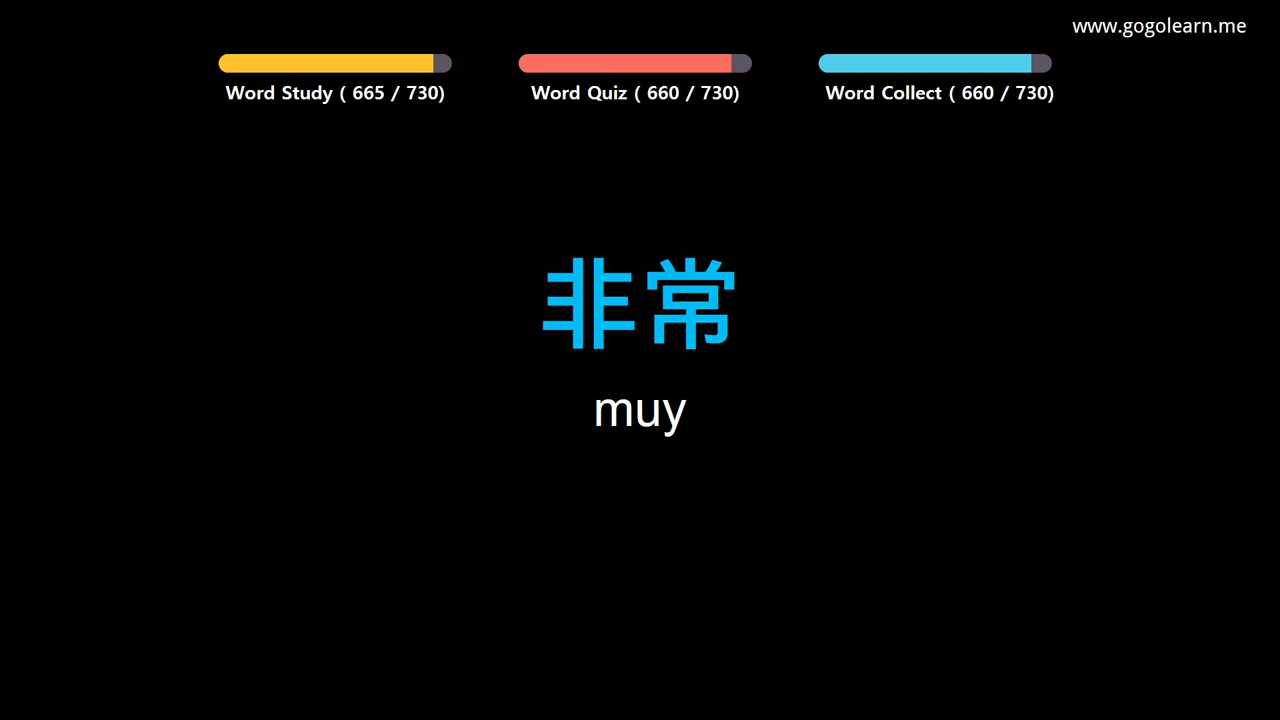 www.gogolearn.me
Word Study ( 665 / 730)
Word Quiz ( 660 / 730)
Word Collect ( 660 / 730)
非常
muy